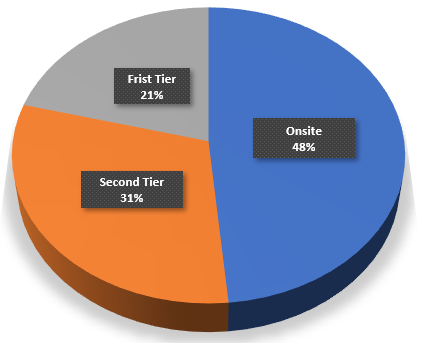 Frist Tier
21%
Onsite
48%
Second Tier
31%